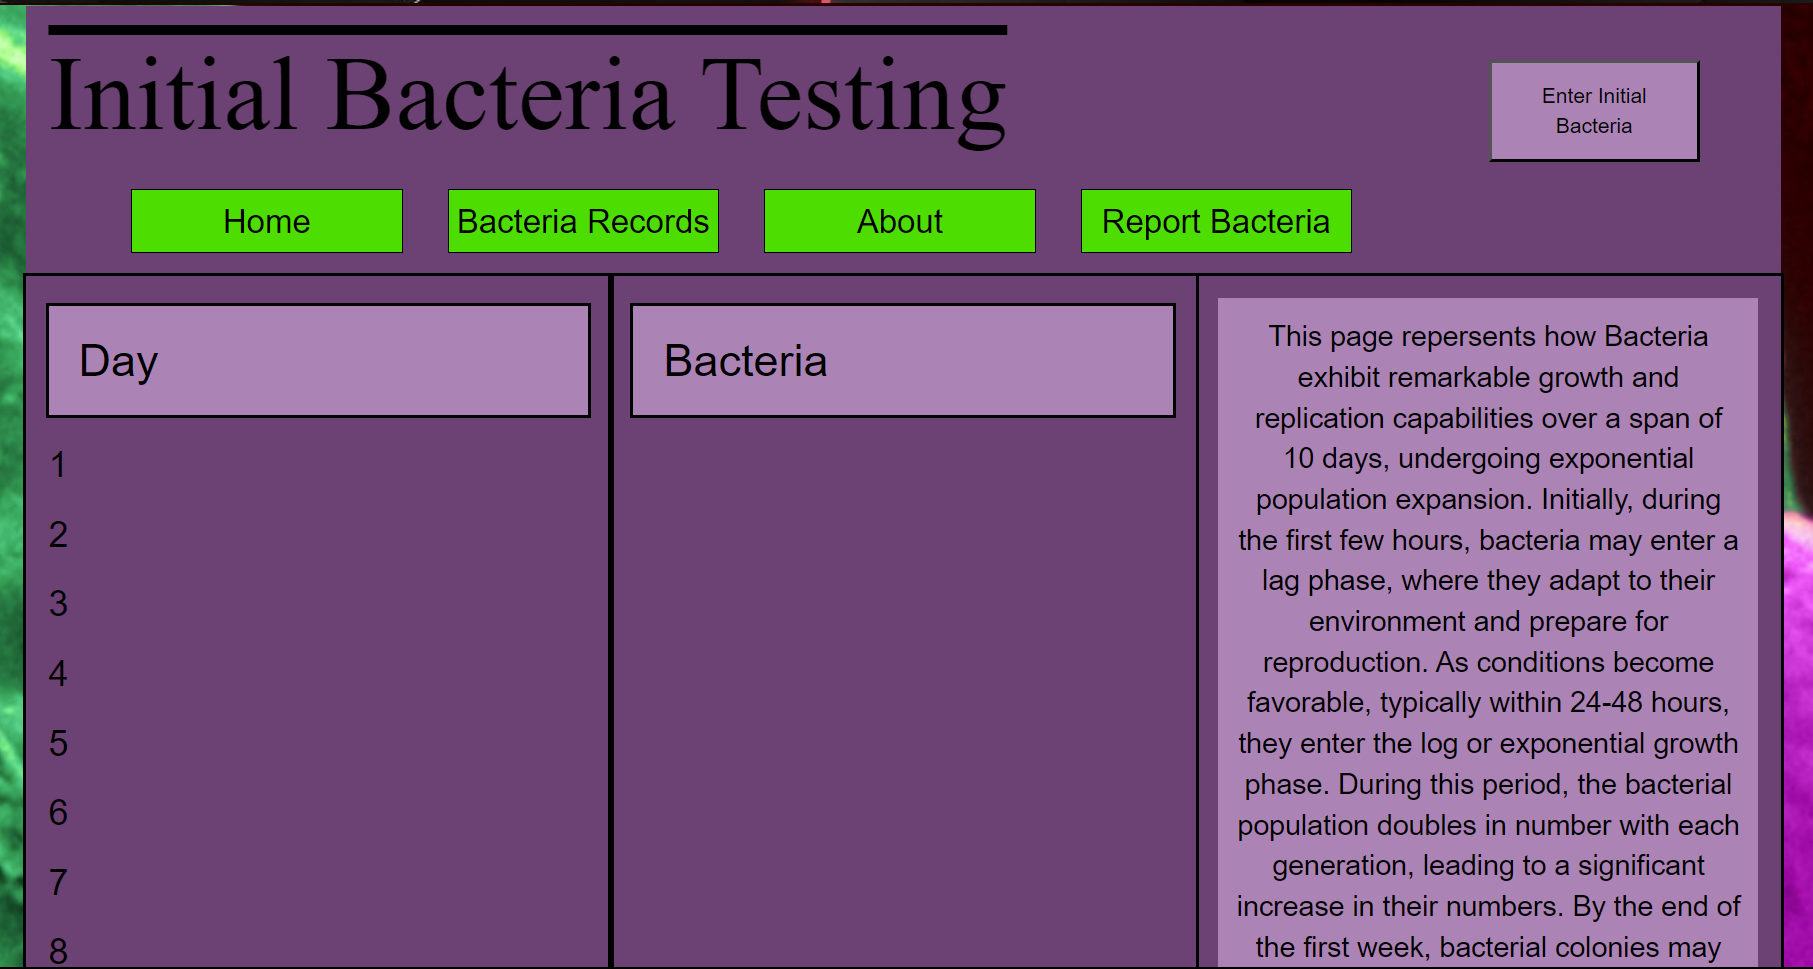 Initial Bacteria Testing
Enter Initial
Bacteria
Home
Bacteria Records
About
Report Bacteria
Day
1
2
3
4
5
6
7
8
Bacteria
This page repersents how Bacteria
exhibit remarkable growth and
replication capabilities over a span of
10 days, undergoing exponential
population expansion. Initially, during
the first few hours, bacteria may enter a
lag phase, where they adapt to their
environment and prepare for
reproduction. As conditions become
favorable, typically within 24-48 hours,
they enter the log or exponential growth
phase. During this period, the bacterial
population doubles in number with each
generation, leading to a significant
increase in their numbers. By the end of
the first week, bacterial colonies may